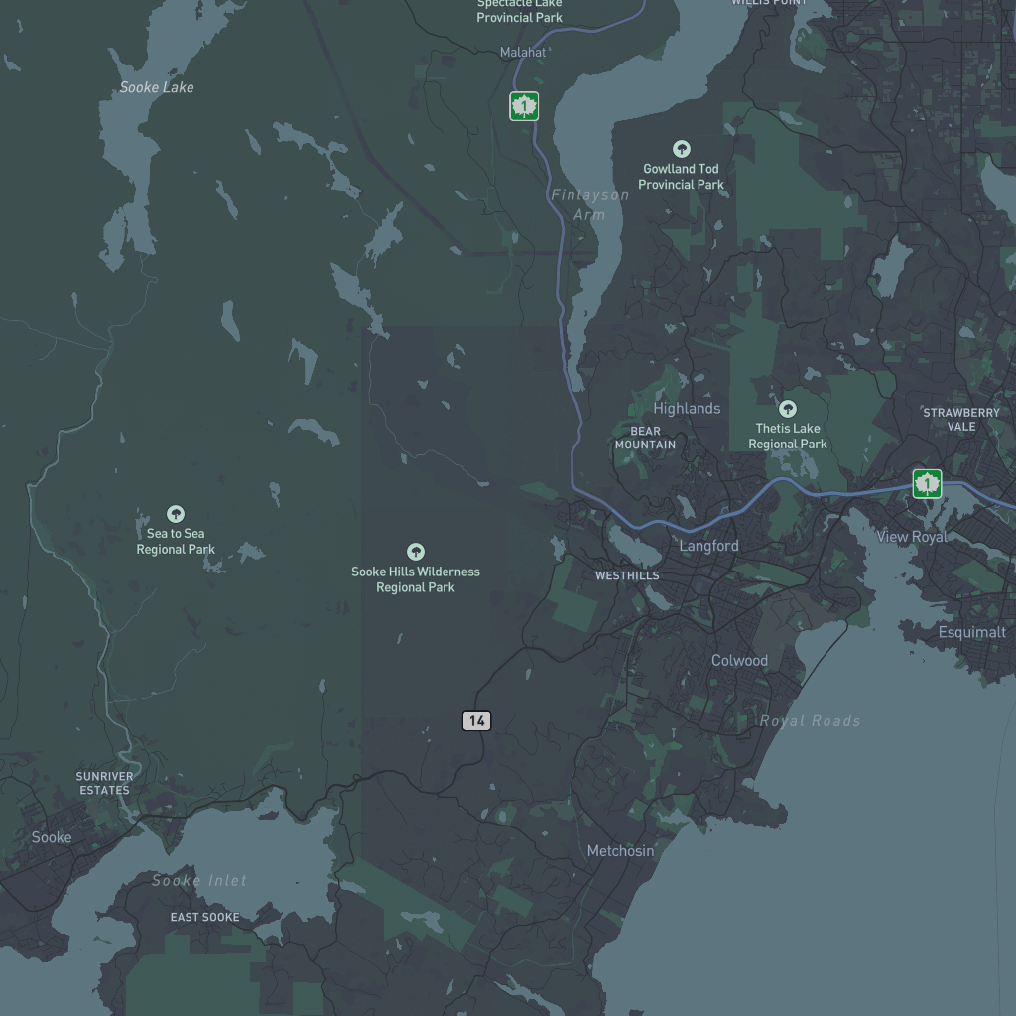 Spectacle Lake
Provincial Park
WILLIS POINT
Malahat
Sooke Lake
1
Gowlland Tod
Provincial Park
Finlayson
Arm
Highlands
STRAWBERRY
VALE
BEAR
MOUNTAIN
Thetis Lake
Regional Park
1
Sea to Sea
Regional Park
View Royal
Langford
Sooke Hills Wilderness
Regional Park
WESTHILLS
Esquimalt
Colwood
14
Royal Roads
SUNRIVER
ESTATES
Sooke
Metchosin
Sooke Inlet
EAST SOOKE